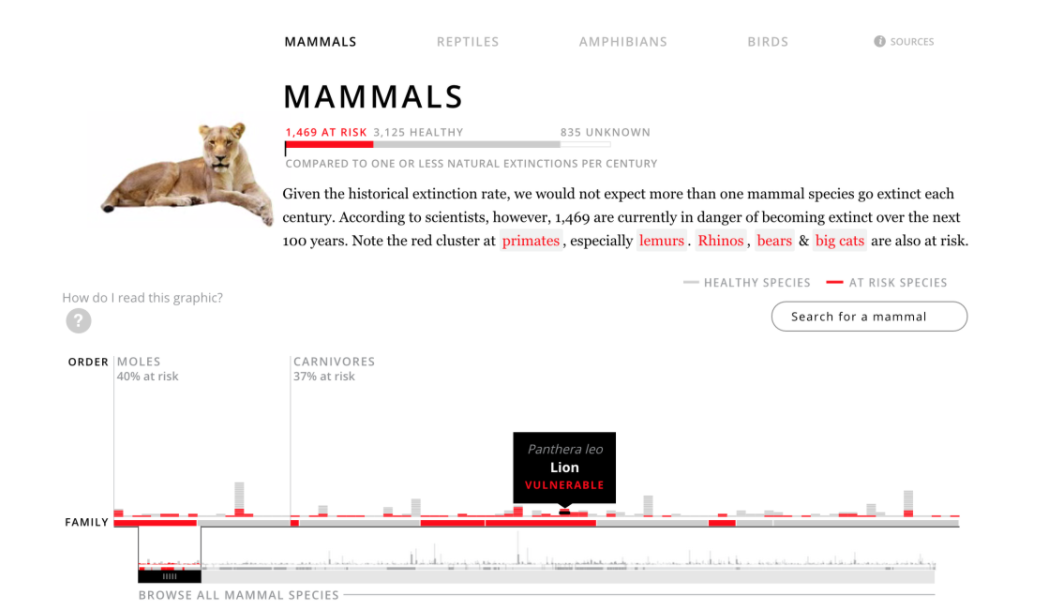 MAMMALS REPTILES AMPHIBIANS BIRDS i SOURCES
MAMMALS
1,469 AT RISK 3,125 HEALTHY 835 UNKNOWN
COMPARED TO ONE OR LESS NATURAL EXTINCTIONS PER CENTURY
Given the historical extinction rate, we would not expect more than one mammal species go extinct each
century. According to scientists, however, 1,469 are currently in danger of becoming extinct over the next
100 years. Note the red cluster at primates, especially lemurs. Rhinos, bears & big cats are also at risk.
HEALTHY SPECIES AT RISK SPECIES
How do I read this graphic?
?
Search for a mammal
ORDER MOLES CARNIVORES
40% at risk 37% at risk
Panthera leo
Lion
VULNERABLE
FAMILY
BROWSE ALL MAMMAL SPECIES